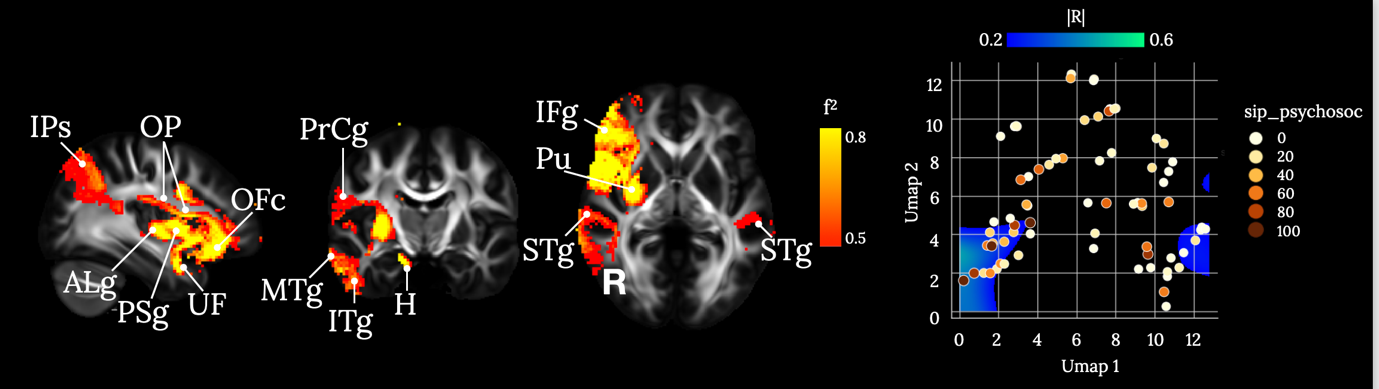 IPs
OP
OFc
ALg
PSg
UF
PrCg
MTg
ITg
H
IFg
Pu
STg
R
STg
f²
0.8
0.5
|R|
0.2
0.6
12
10
8
6
4
2
0
Umap 2
0 2 4 6 8 10 12
Umap 1
sip_psychosoc
0
20
40
60
80
100